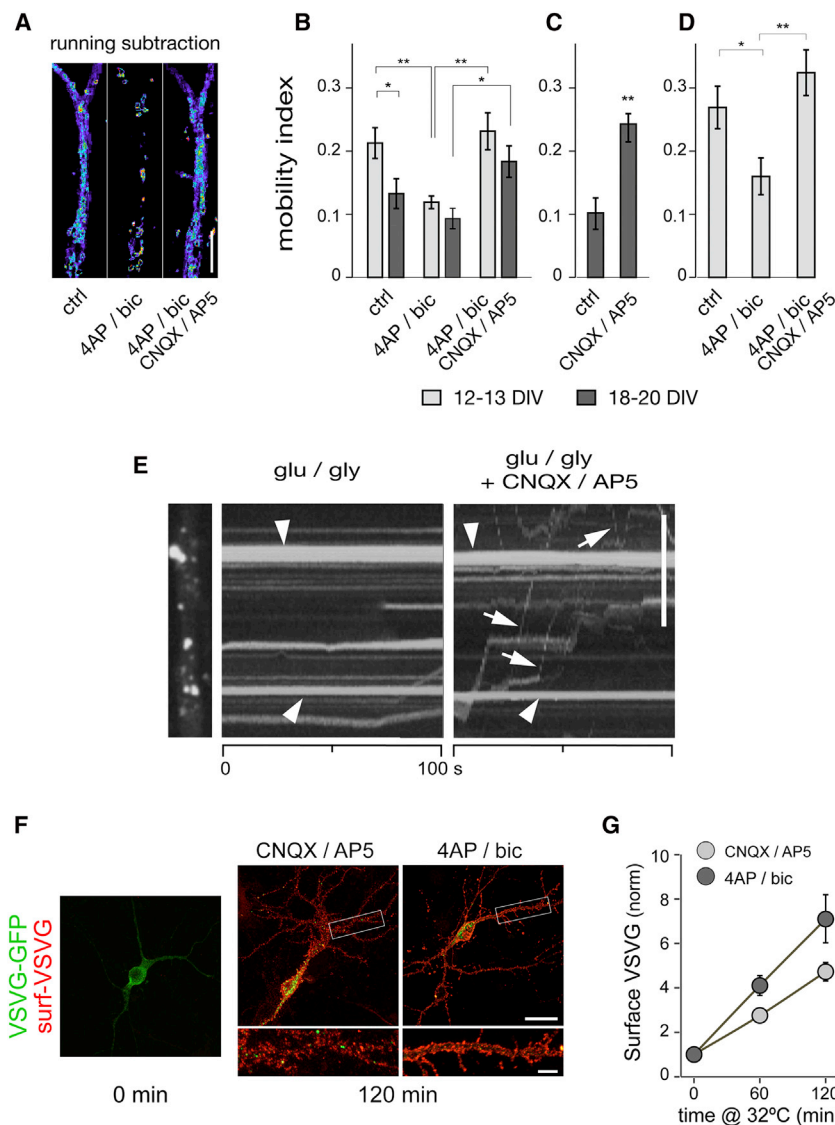 A
running subtraction
ctrl
4AP / bic
4AP / bic
CNQX / AP5
B
mobility index
0.3
0.2
0.1
0
**
**
*
*
ctrl
4AP / bic
4AP / bic
CNQX / AP5
C
0.3
0.2
0.1
0
**
ctrl
CNQX / AP5
D
0.3
0.2
0.1
0
*
**
ctrl
4AP / bic
4AP / bic
CNQX / AP5
12-13 DIV
18-20 DIV
E
glu / gly
glu / gly
+ CNQX / AP5
0
100 s
F
VSVG-GFP
surf-VSVG
CNQX / AP5
4AP / bic
0 min
120 min
G
CNQX / AP5
4AP / bic
Surface VSVG (norm)
10
8
6
4
2
0
0
60
120
time @ 32ºC (min